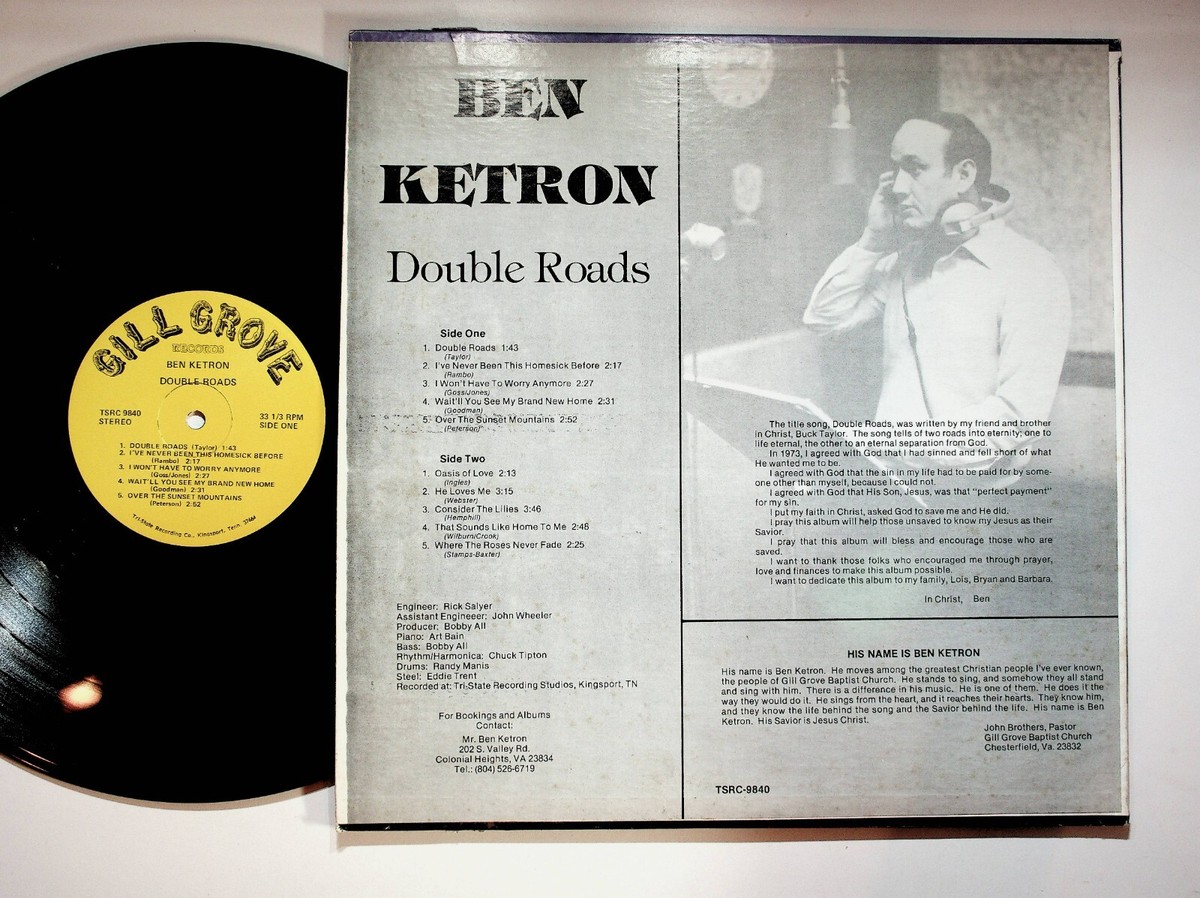 GILL GROVE
RECORDS
BEN KETRON
DOUBLE ROADS
TSRC 9840
STEREO
33 1/3 RPM
SIDE ONE
1. DOUBLE ROADS (Taylor) 1:43
2. I'VE NEVER BEEN THIS HOMESICK BEFORE
(Rambo) 2:17
3. I WON'T HAVE TO WORRY ANYMORE
(Goss/Jones) 2:27
4. WAIT'LL YOU SEE MY BRAND NEW HOME
(Goodman) 2:31
5. OVER THE SUNSET MOUNTAINS
(Peterson) 2:52
Tri-State Recording Co., Kingsport, Tenn. 37664
BEN
KETRON
Double Roads
Side One
1. Double Roads 1:43
(Taylor)
2. I've Never Been This Homesick Before 2:17
(Rambo)
3. I Won't Have To Worry Anymore 2:27
(Goss/Jones)
4. Wait'll You See My Brand New Home 2:31
(Goodman)
5. Over The Sunset Mountains 2:52
(Peterson)
Side Two
1. Oasis of Love 2:13
(Ingles)
2. He Loves Me 3:15
(Webster)
3. Consider The Lilies 3:46
(Hemphill)
4. That Sounds Like Home To Me 2:48
(Wilburn/Crook)
5. Where The Roses Never Fade 2:25
(Stamps-Baxter)
Engineer: Rick Salyer
Assistant Engineeer: John Wheeler
Producer: Bobby All
Piano: Art Bain
Bass: Bobby All
Rhythm/Harmonica: Chuck Tipton
Drums: Randy Manis
Steel: Eddie Trent
Recorded at: Tri-State Recording Studios, Kingsport, TN
For Bookings and Albums
Contact:
Mr. Ben Ketron
202 S. Valley Rd.
Colonial Heights, VA 23834
Tel.: (804) 526-6719
The title song, Double Roads, was written by my friend and brother
in Christ, Buck Taylor. The song tells of two roads into eternity; one to
life eternal, the other to an eternal separation from God.
In 1973, I agreed with God that I had sinned and fell short of what
He wanted me to be.
I agreed with God that the sin in my life had to be paid for by some-
one other than myself, because I could not.
I agreed with God that His Son, Jesus, was that "perfect payment"
for my sin.
I put my faith in Christ, asked God to save me and He did.
I pray this album will help those unsaved to know my Jesus as their
Savior.
I pray that this album will bless and encourage those who are
saved.
I want to thank those folks who encouraged me through prayer,
love and finances to make this album possible.
I want to dedicate this album to my family, Lois, Bryan and Barbara.
In Christ, Ben
HIS NAME IS BEN KETRON
His name is Ben Ketron. He moves among the greatest Christian people I've ever known,
the people of Gill Grove Baptist Church. He stands to sing, and somehow they all stand
and sing with him. There is a difference in his music. He is one of them. He does it the
way they would do it. He sings from the heart, and it reaches their hearts. They know him,
and they know the life behind the song and the Savior behind the life. His name is Ben
Ketron. His Savior is Jesus Christ.
John Brothers, Pastor
Gill Grove Baptist Church
Chesterfield, Va. 23832
TSRC-9840